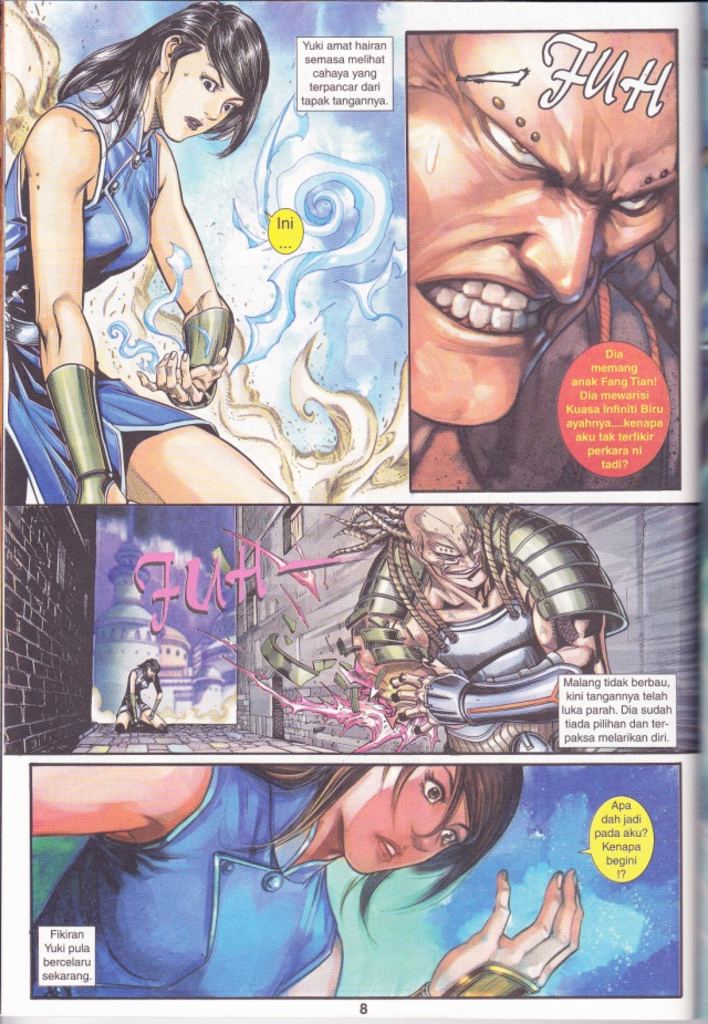 Yuki amat hairan
semasa melihat
cahaya yang
terpancar dari
tapak tangannya.
Ini
...
FUH
Dia
memang
anak Fang Tian!
Dia mewarisi
Kuasa Infiniti Biru
ayahnya....kenapa
aku tak terfikir
perkara ni
tadi?
FUH
Malang tidak berbau,
kini tangannya telah
luka parah. Dia sudah
tiada pilihan dan ter-
paksa melarikan diri.
Apa
dah jadi
pada aku?
Kenapa
begini
!?
Fikiran
Yuki pula
bercelaru
sekarang.
8